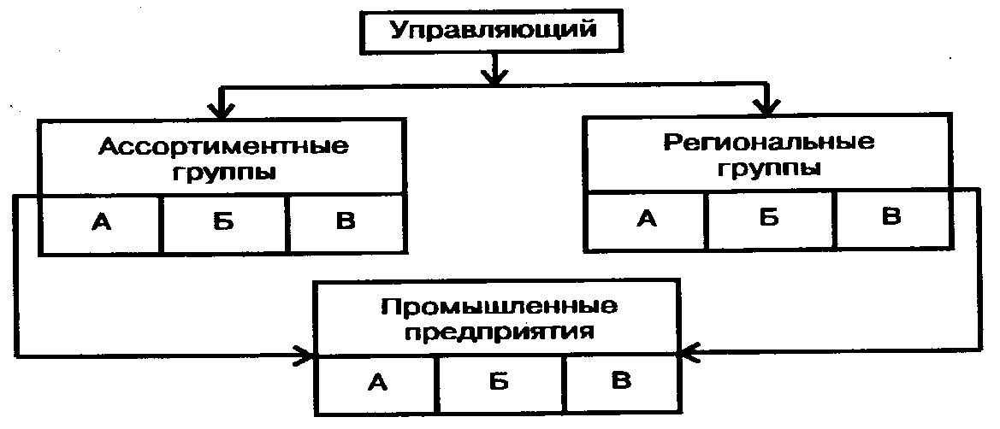 Управляющий
Ассортиментные
группы
А Б В
Региональные
группы
А Б В
Промышленные
предприятия
А Б В